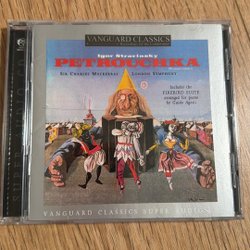 VANGUARD CLASSICS
Igor Stravinsky
PETROUCHKA
SIR CHARLES MACKERRAS LONDON SYMPHONY
Includes the
FIREBIRD SUITE
arranged for piano
by Guido Agosti
VANGUARD CLASSICS SUPER AUDIO CD